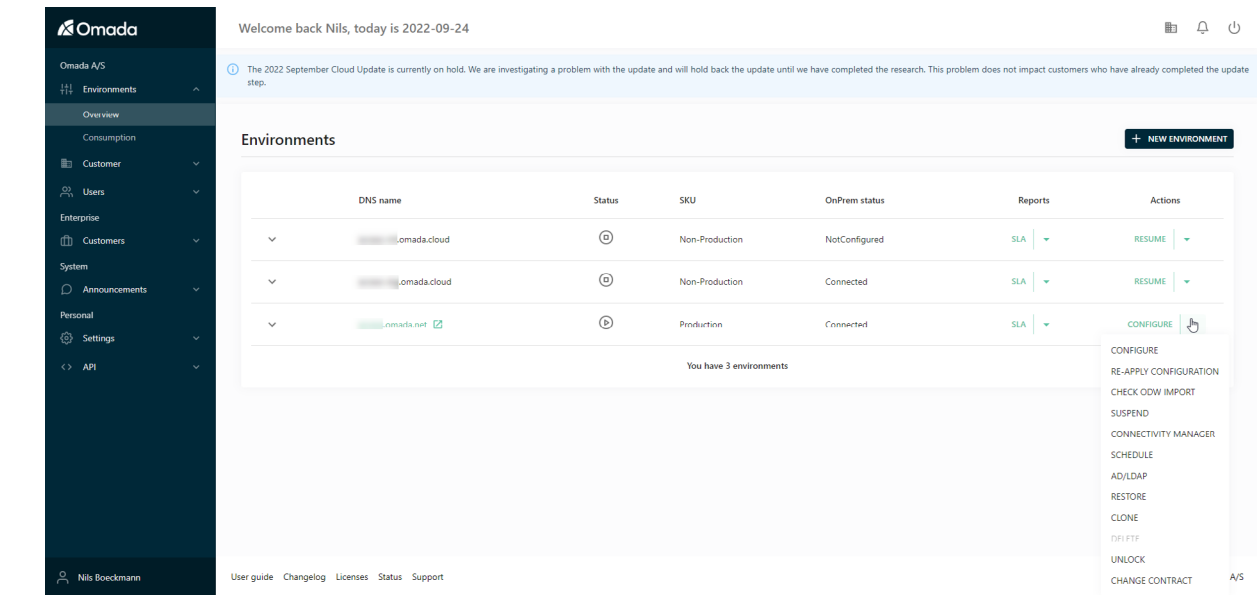 Omada
Welcome back Nils, today is 2022-09-24
Omada A/S
Environments
Overview
Consumption
Customer
Users
Enterprise
Customers
System
Announcements
Personal
Settings
API
Nils Boeckmann
The 2022 September Cloud Update is currently on hold. We are investigating a problem with the update and will hold back the update until we have completed the research. This problem does not impact customers who have already completed the update
step.
Environments
+ NEW ENVIRONMENT
DNS name Status SKU OnPrem status Reports Actions
.omada.cloud Non-Production NotConfigured SLA RESUME
.omada.cloud Non-Production Connected SLA RESUME
.omada.net Production Connected SLA CONFIGURE
You have 3 environments
CONFIGURE
RE-APPLY CONFIGURATION
CHECK ODW IMPORT
SUSPEND
CONNECTIVITY MANAGER
SCHEDULE
AD/LDAP
RESTORE
CLONE
DELETE
UNLOCK
CHANGE CONTRACT
User guide Changelog Licenses Status Support
A/S